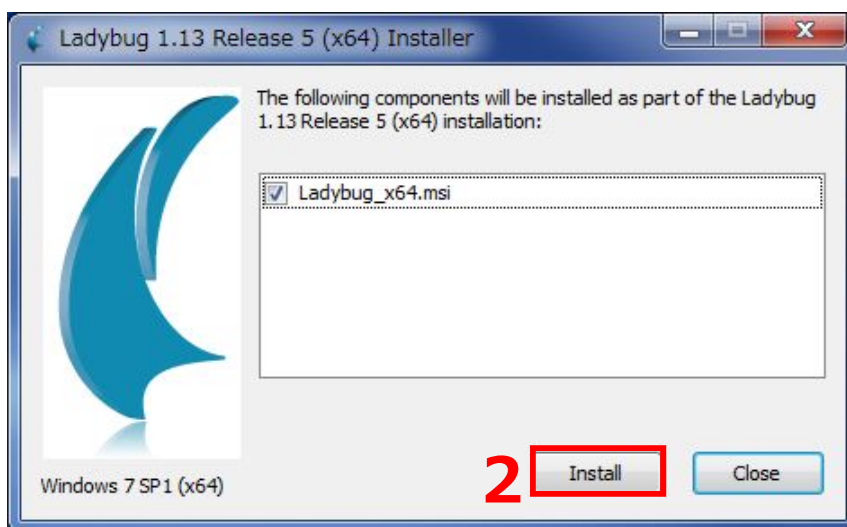 Ladybug 1.13 Release 5 (x64) Installer
The following components will be installed as part of the Ladybug
1.13 Release 5 (x64) installation:
Ladybug_x64.msi
Windows 7 SP1 (x64)
2
Install
Close